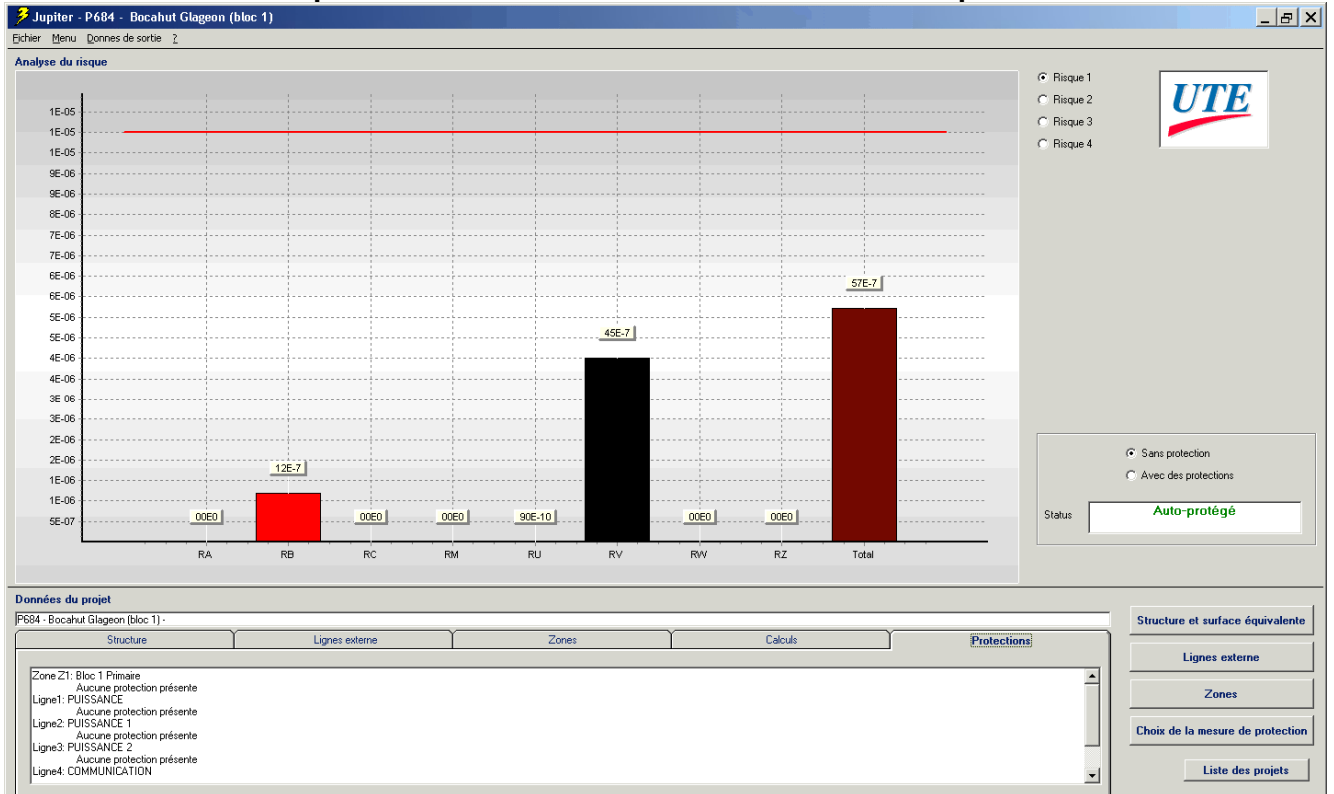 Jupiter - P684 - Bocahut Glageon (bloc 1)
Fichier Menu Donnes de sortie ?
Analyse du risque
1E-05
1E-05
1E-05
9E-06
9E-06
8E-06
7E-06
7E-06
6E-06
6E-06
5E-06
5E-06
4E-06
4E-06
3E 06
3E-06
2E-06
2E-06
1E-06
1E-06
5E-07
00E0
12E-7
00E0
00E0
90E-10
45E-7
00E0
00E0
57E-7
RA RB RC RM RU RV RW RZ Total
Risque 1
Risque 2
Risque 3
Risque 4
UTE
Sans protection
Avec des protections
Status Auto-protégé
Données du projet
P684 - Bocahut Glageon (bloc 1) -
Structure Lignes externe Zones Calculs Protections
Zone Z1: Bloc 1 Primaire
Aucune protection présente
Ligne1: PUISSANCE
Aucune protection présente
Ligne2: PUISSANCE 1
Aucune protection présente
Ligne3: PUISSANCE 2
Aucune protection présente
Ligne4: COMMUNICATION
Structure et surface équivalente
Lignes externe
Zones
Choix de la mesure de protection
Liste des projets